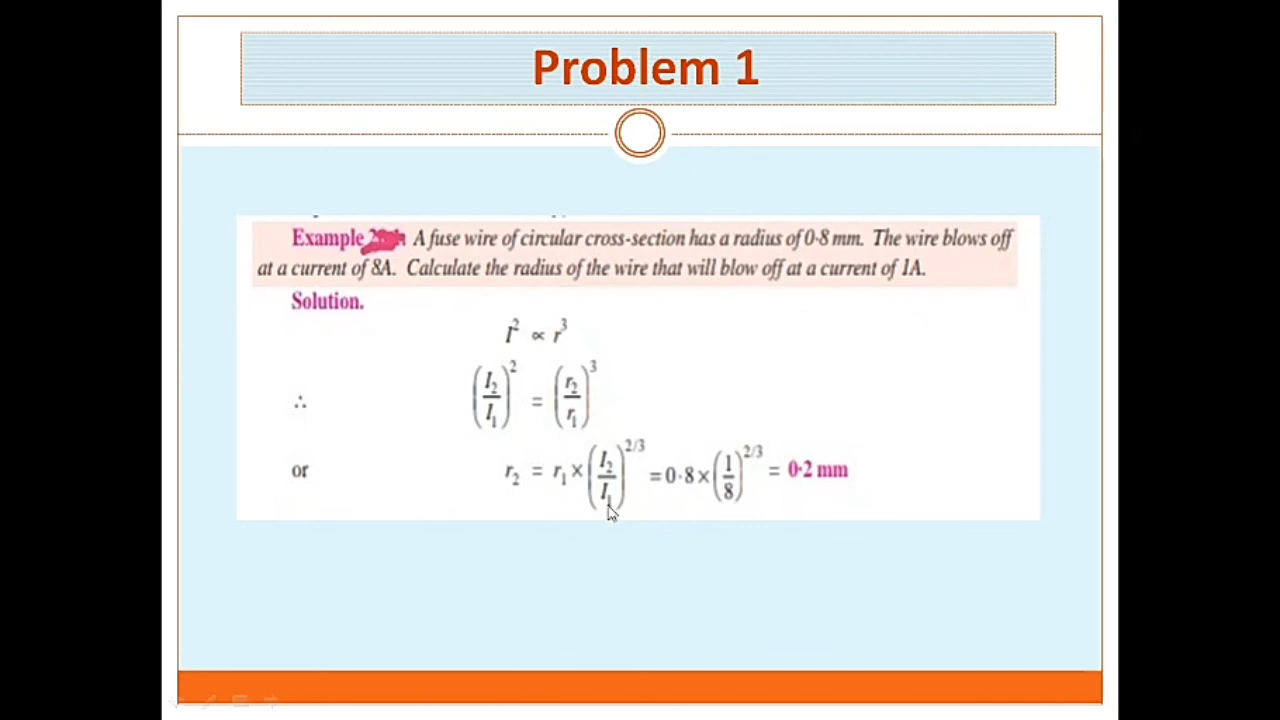 Problem 1
Example A fuse wire of circular cross-section has a radius of 0·8 mm. The wire blows off
at a current of 8A. Calculate the radius of the wire that will blow off at a current of 1A.
Solution.
I² ∝ r³
∴ (I₂/I₁)² = (r₂/r₁)³
or r₂ = r₁ × (I₂/I₁)^2/3 = 0·8 × (1/8)^2/3 = 0·2 mm